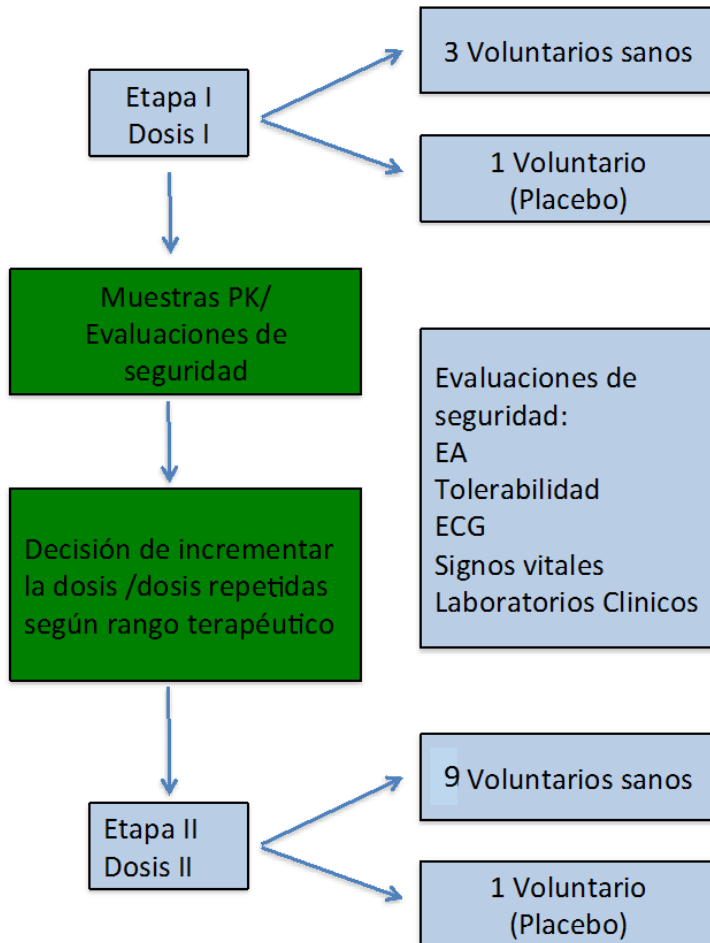 3 Voluntarios sanos
Etapa I
Dosis I
1 Voluntario
(Placebo)
Muestras PK/
Evaluaciones de
seguridad
Evaluaciones de
seguridad:
EA
Tolerabilidad
ECG
Signos vitales
Laboratorios Clinicos
Decisión de incrementar
la dosis /dosis repetidas
según rango terapéutico
9 Voluntarios sanos
Etapa II
Dosis II
1 Voluntario
(Placebo)